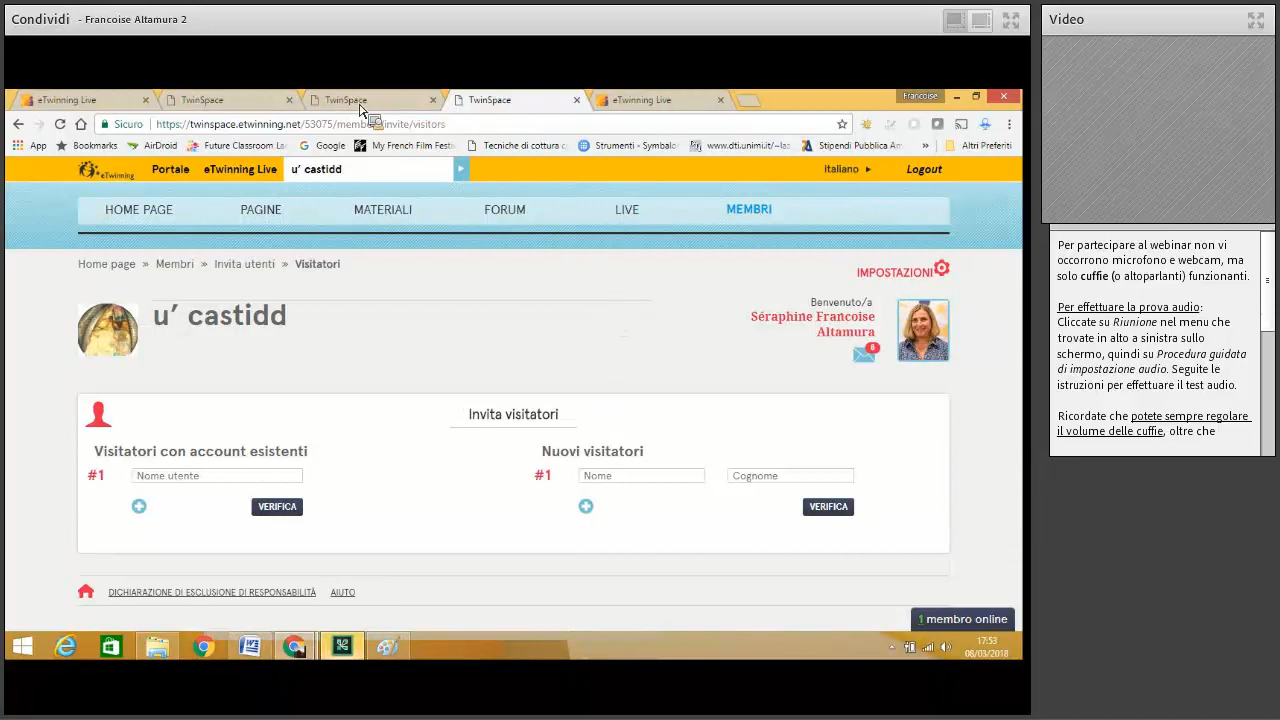 Condividi - Francoise Altamura 2
Video
eTwinning Live
TwinSpace
TwinSpace
TwinSpace
eTwinning Live
Francoise
Sicuro
https://twinspace.etwinning.net/53075/membe invite/visitors
App
Bookmarks
AirDroid
Future Classroom La
Google
My French Film Festi
Tecniche di cottura c
Strumenti - Symbalo
www.dti.unimi.it/~la
Stipendi Pubblica A
»
Altri Preferiti
eTwinning
Portale
eTwinning Live
u' castidd
Italiano
Logout
HOME PAGE
PAGINE
MATERIALI
FORUM
LIVE
MEMBRI
Home page » Membri » Invita utenti » Visitatori
IMPOSTAZIONI
u' castidd
Benvenuto/a
Séraphine Francoise
Altamura
6
Invita visitatori
Visitatori con account esistenti
#1 Nome utente
VERIFICA
Nuovi visitatori
#1 Nome Cognome
VERIFICA
DICHIARAZIONE DI ESCLUSIONE DI RESPONSABILITÀ
AIUTO
1 membro online
17:53
08/03/2018
Per partecipare al webinar non vi
occorrono microfono e webcam, ma
solo cuffie (o altoparlanti) funzionanti.
Per effettuare la prova audio:
Cliccate su Riunione nel menu che
trovate in alto a sinistra sullo
schermo, quindi su Procedura guidata
di impostazione audio. Seguite le
istruzioni per effettuare il test audio.
Ricordate che potete sempre regolare
il volume delle cuffie, oltre che